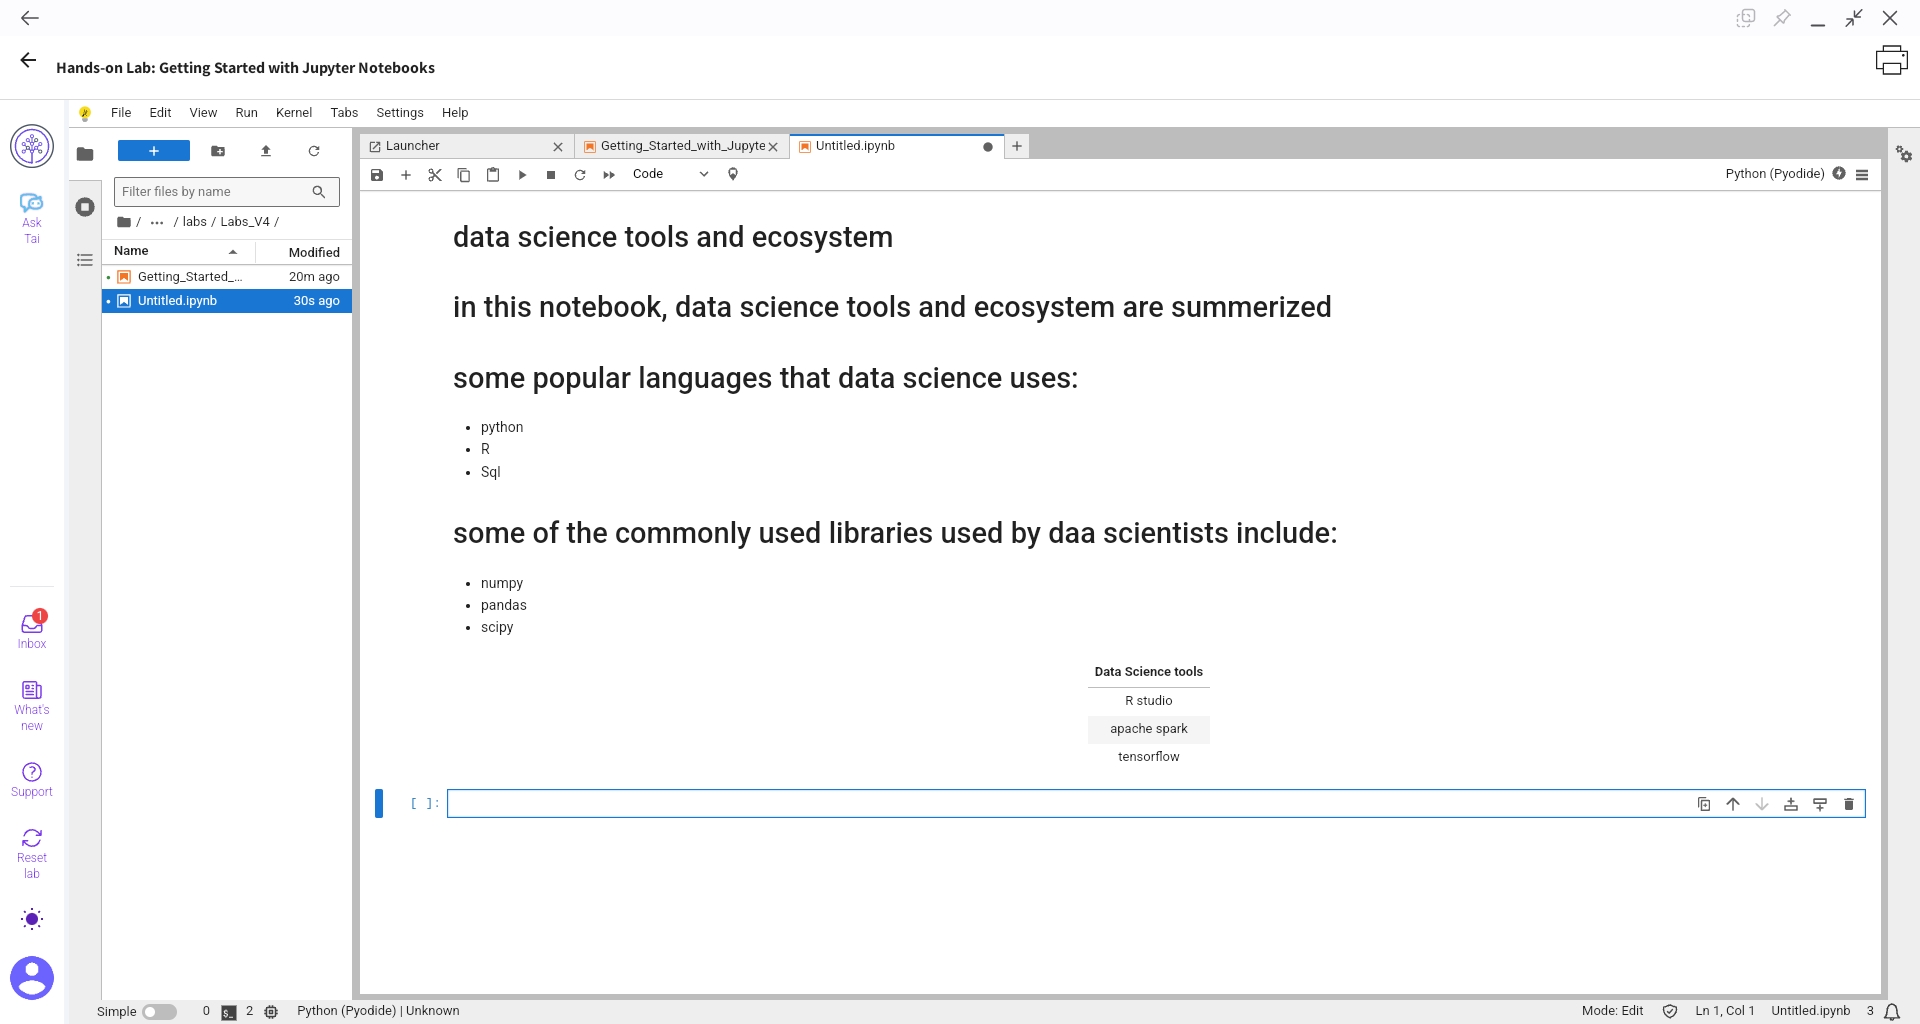 Hands-on Lab: Getting Started with Jupyter Notebooks
File Edit View Run Kernel Tabs Settings Help
Ask
Tai
Inbox
1
What's
new
Support
Reset
lab
+
Filter files by name
/ ... / labs / Labs_V4 /
Name Modified
Getting_Started_... 20m ago
Untitled.ipynb 30s ago
Launcher
Getting_Started_with_Jupyte
Untitled.ipynb
Code
Python (Pyodide)
data science tools and ecosystem
in this notebook, data science tools and ecosystem are summerized
some popular languages that data science uses:
• python
• R
• Sql
some of the commonly used libraries used by daa scientists include:
• numpy
• pandas
• scipy
Data Science tools
R studio
apache spark
tensorflow
[ ]:
Simple 0 $_ 2 Python (Pyodide) | Unknown
Mode: Edit Ln 1, Col 1 Untitled.ipynb 3